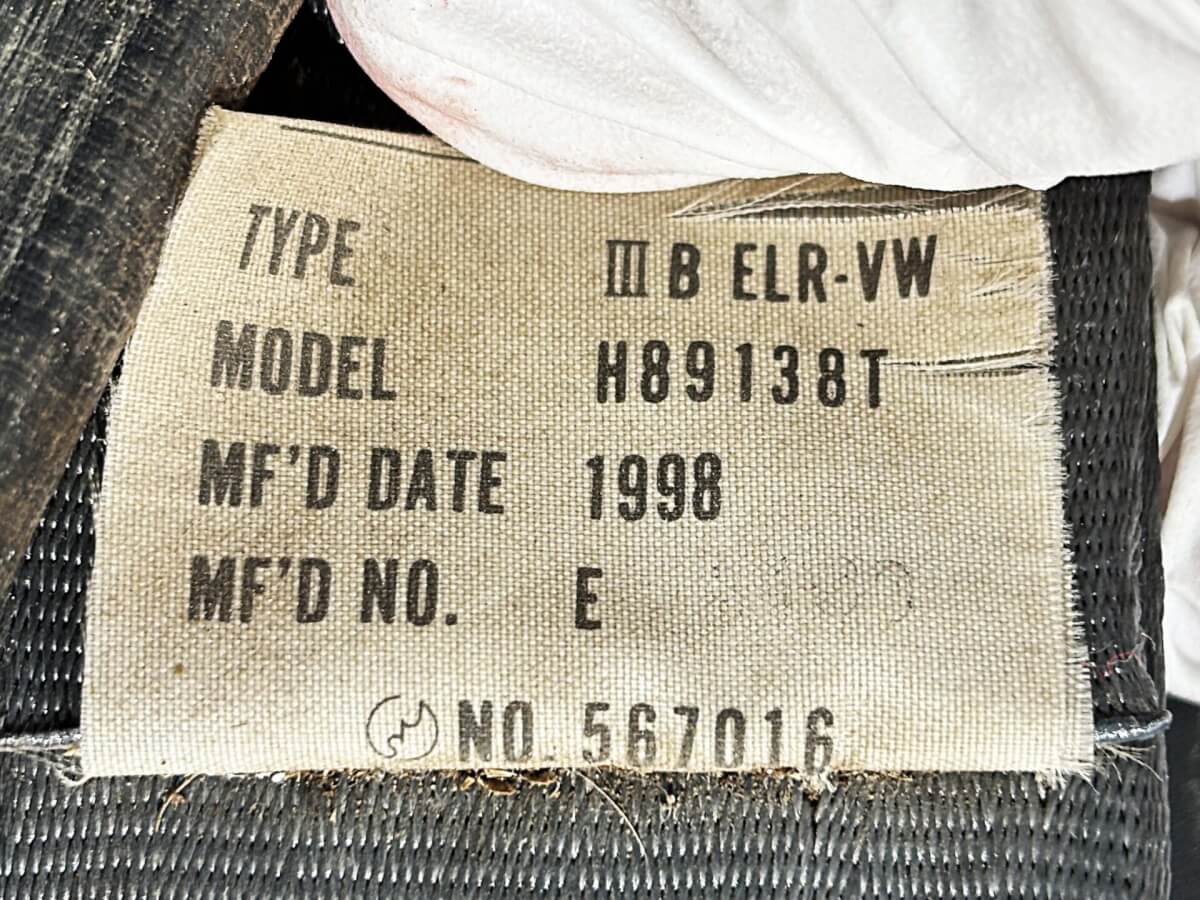 TYPE Ⅲ B ELR-VW
MODEL H89138T
MF'D DATE 1998
MF'D NO. E
NO 567016